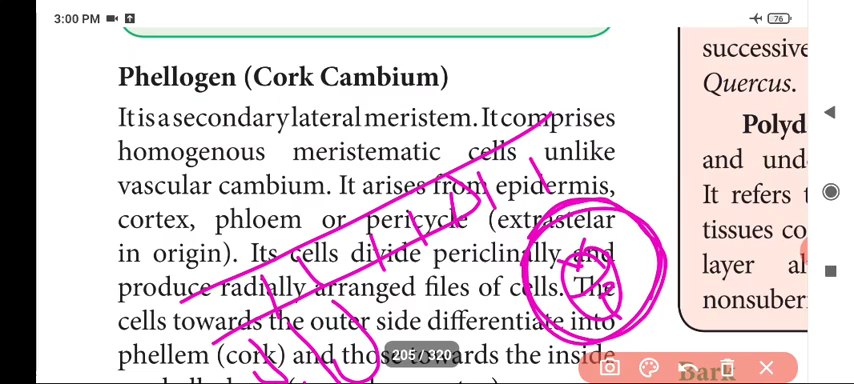 3:00 PM
76
Phellogen (Cork Cambium)
It is a secondary lateral meristem. It comprises
homogenous meristematic cells unlike
vascular cambium. It arises from epidermis,
cortex, phloem or pericycle (extrastelar
in origin). Its cells divide periclinally and
produce radially arranged files of cells. The
cells towards the outer side differentiate into
phellem (cork) and those towards the inside
205 / 320
successive
Quercus.
Polyd
and und
It refers t
tissues co
layer al
nonsuber
Bark